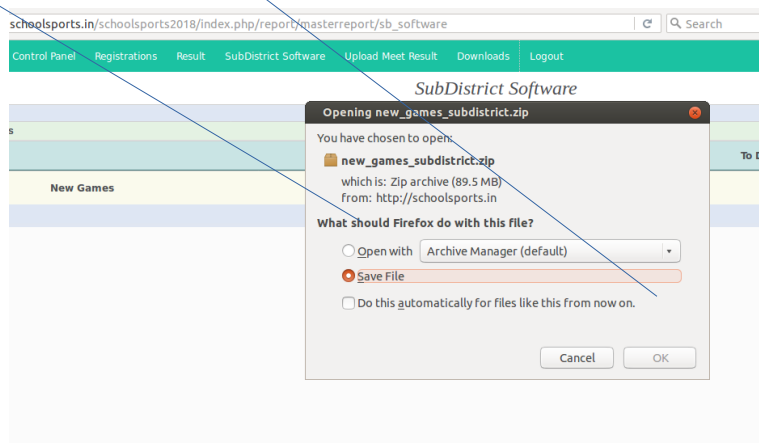 schoolsports.in/schoolsports2018/index.php/report/masterreport/sb_software Search
Control Panel Registrations Result SubDistrict Software Upload Meet Result Downloads Logout
SubDistrict Software
Opening new_games_subdistrict.zip
s
You have chosen to open:
new_games_subdistrict.zip
To D
which is: Zip archive (89.5 MB)
New Games
from: http://schoolsports.in
What should Firefox do with this file?
Open with Archive Manager (default)
Save File
Do this automatically for files like this from now on.
Cancel OK